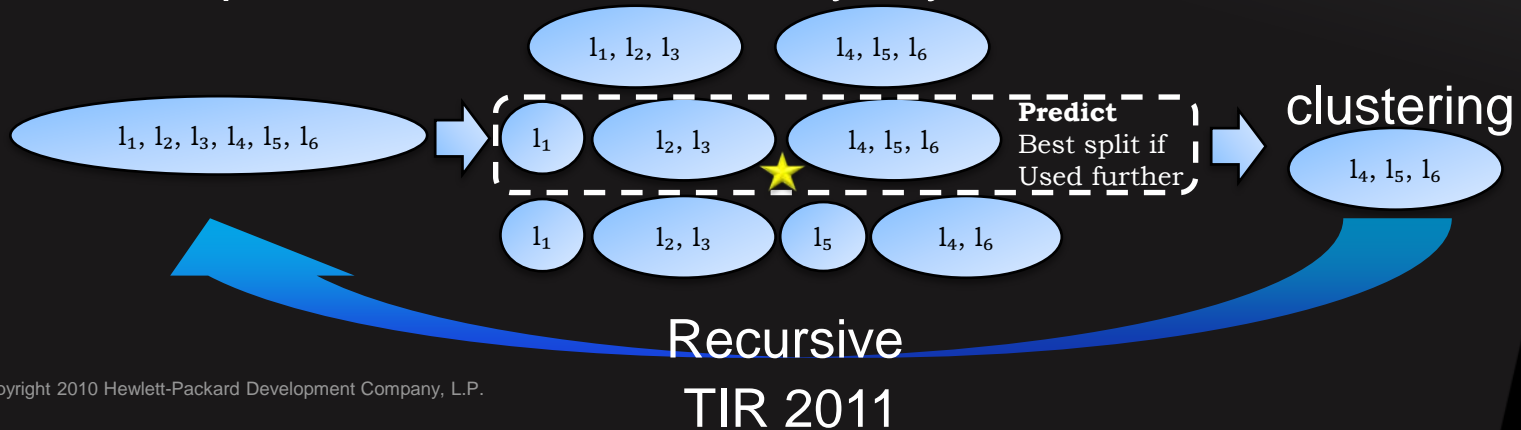 l₁, l₂, l₃
l₄, l₅, l₆
l₁, l₂, l₃, l₄, l₅, l₆
l₁
l₂, l₃
l₄, l₅, l₆
Predict
Best split if
Used further
clustering
l₄, l₅, l₆
l₁
l₂, l₃
l₅
l₄, l₆
Recursive
TIR 2011
opyright 2010 Hewlett-Packard Development Company, L.P.